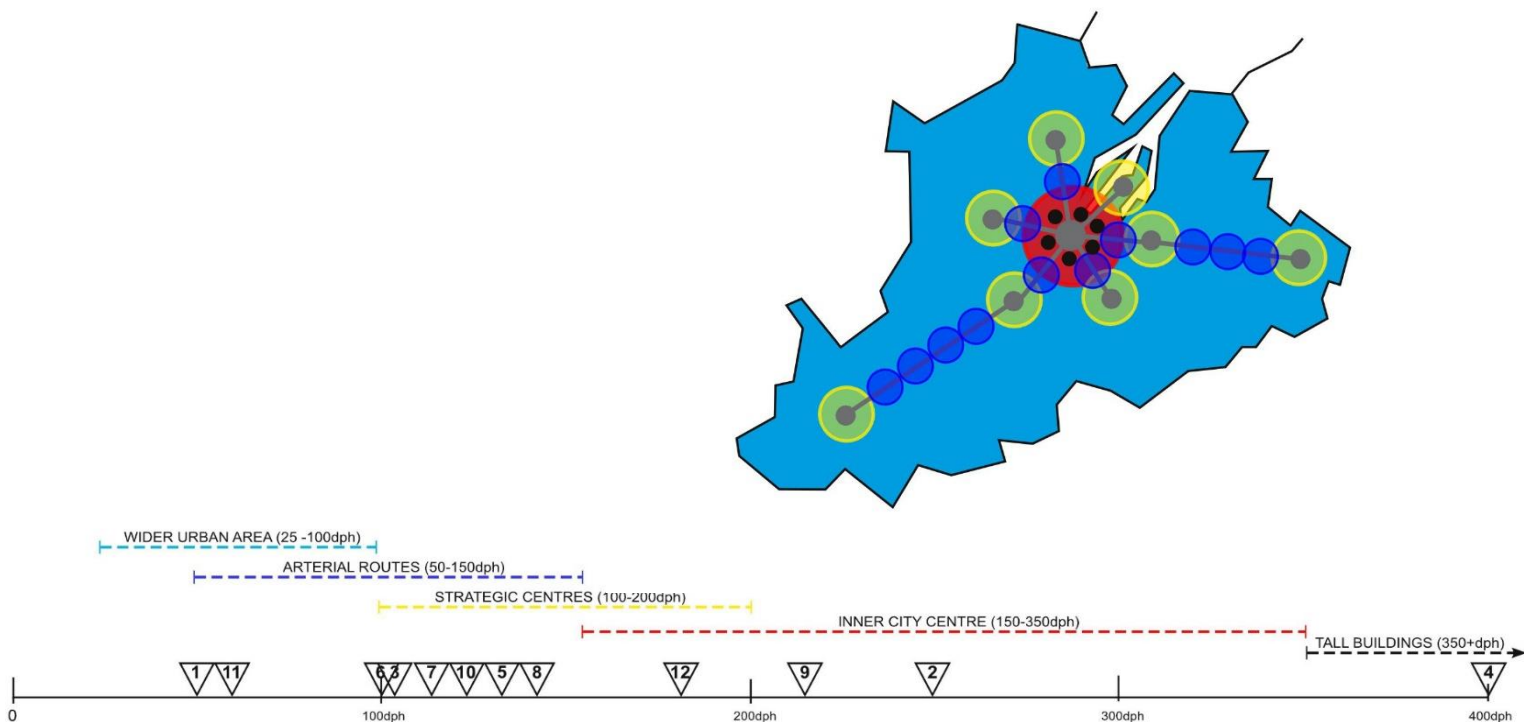 WIDER URBAN AREA (25 -100dph)
ARTERIAL ROUTES (50-150dph)
STRATEGIC CENTRES (100-200dph)
INNER CITY CENTRE (150-350dph)
TALL BUILDINGS (350+dph)
1 11 6 3 7 10 5 8 12 9 2 4
0 100dph 200dph 300dph 400dph